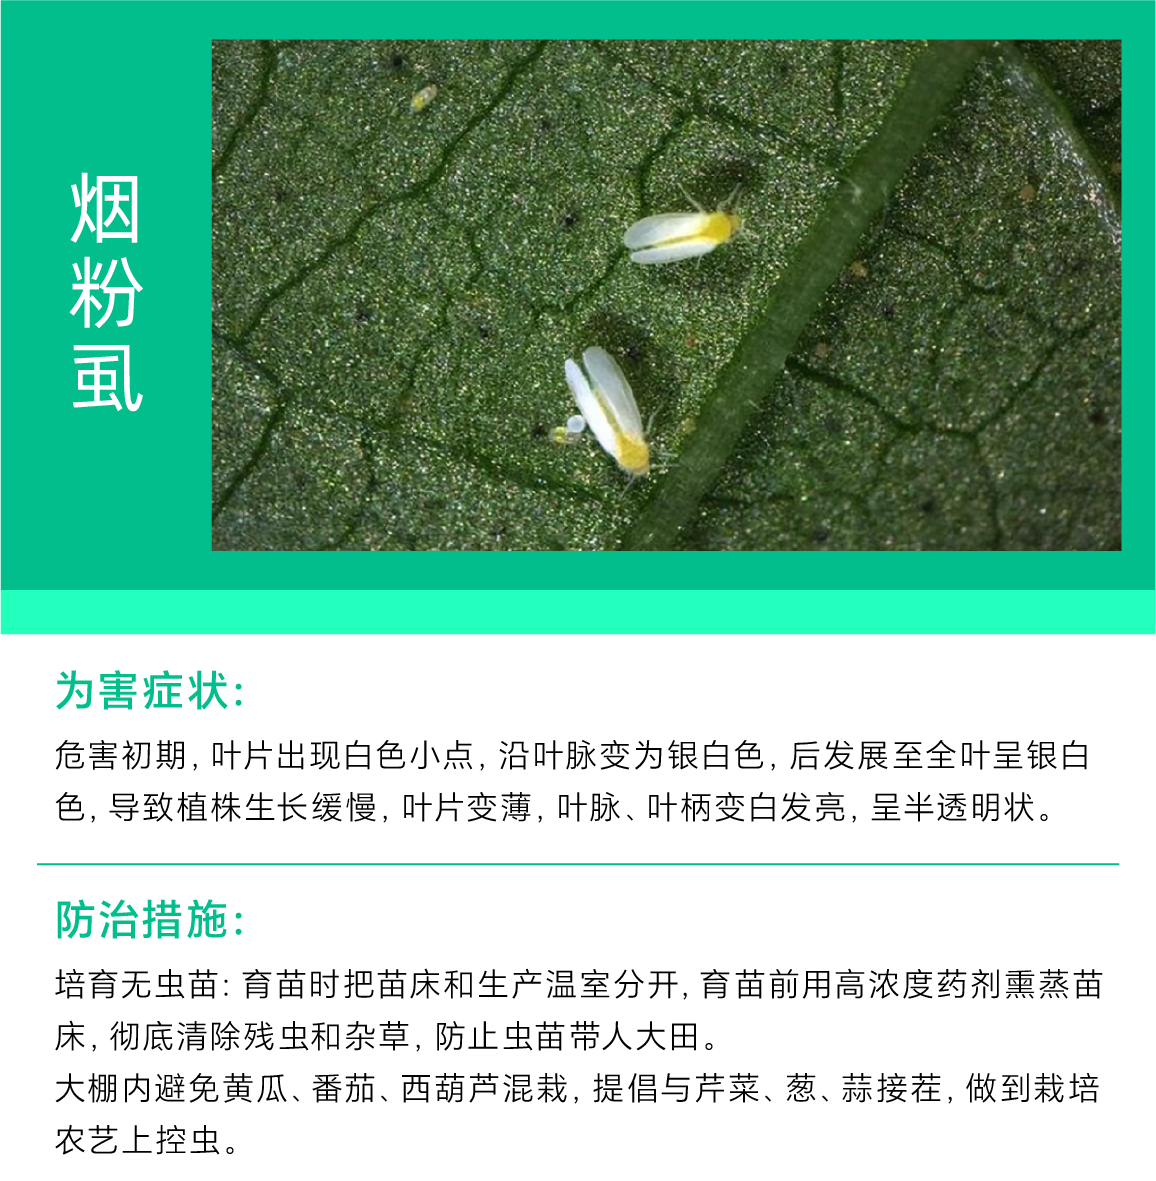 烟粉虱
为害症状:
危害初期, 叶片出现白色小点, 沿叶脉变为银白色, 后发展至全叶呈银白
色, 导致植株生长缓慢, 叶片变薄, 叶脉、叶柄变白发亮, 呈半透明状。
防治措施:
培育无虫苗: 育苗时把苗床和生产温室分开, 育苗前用高浓度药剂熏蒸苗
床, 彻底清除残虫和杂草, 防止虫苗带人大田。
大棚内避免黄瓜、番茄、西葫芦混栽, 提倡与芹菜、葱、蒜接茬, 做到栽培
农艺上控虫。